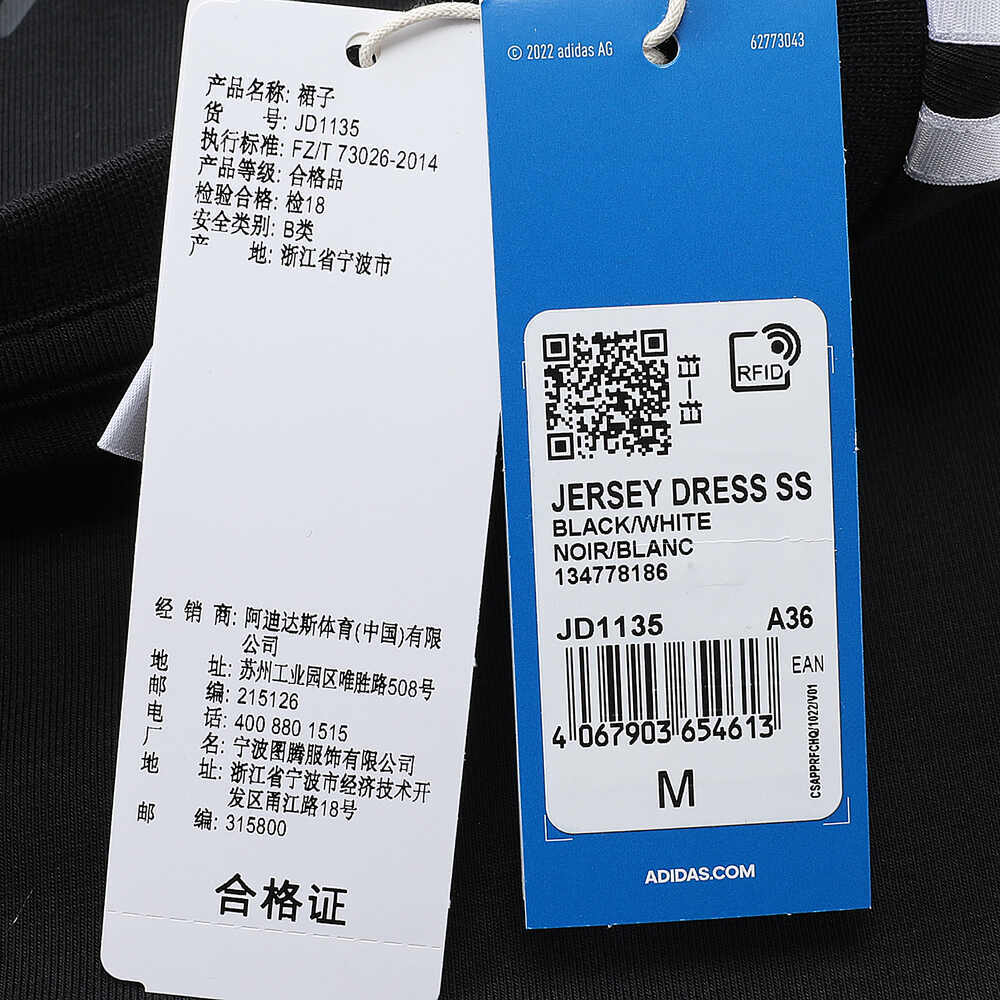 产品名称: 裙子
货 号: JD1135
执行标准: FZ/T 73026-2014
产品等级: 合格品
检验合格: 检18
安全类别: B类
产 地: 浙江省宁波市
经 销 商: 阿迪达斯体育(中国)有限
公司
地 址: 苏州工业园区唯胜路508号
邮 编: 215126
电 话: 400 880 1515
厂 名: 宁波图腾服饰有限公司
地 址: 浙江省宁波市经济技术开
发区甬江路18号
邮 编: 315800
合格证
© 2022 adidas AG
62773043
扫一扫
RFID
JERSEY DRESS SS
BLACK/WHITE
NOIR/BLANC
134778186
JD1135 A36
EAN
4 067903 654613
CSAPPRFCHQ/1022/V01
M
ADIDAS.COM